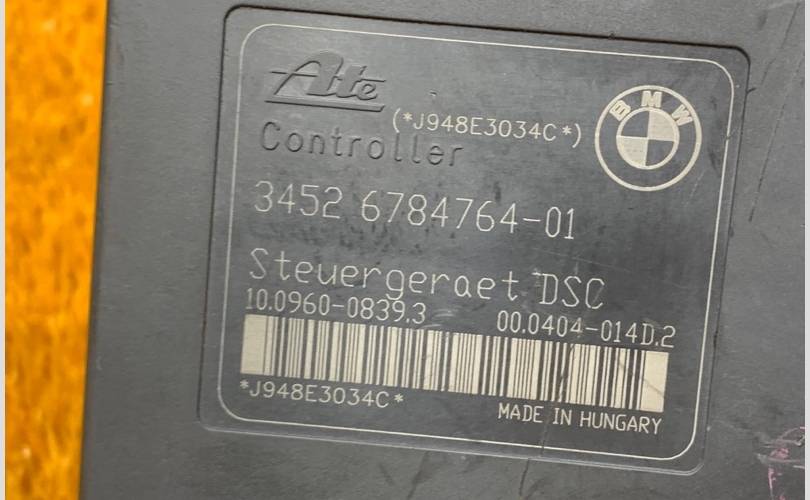 Ate
(*J948E3034C*)
BMW
Controller
3452 6784764-01
Steuergeraet DSC
10.0960-0839.3 00.0404-014D.2
*J948E3034C*
MADE IN HUNGARY